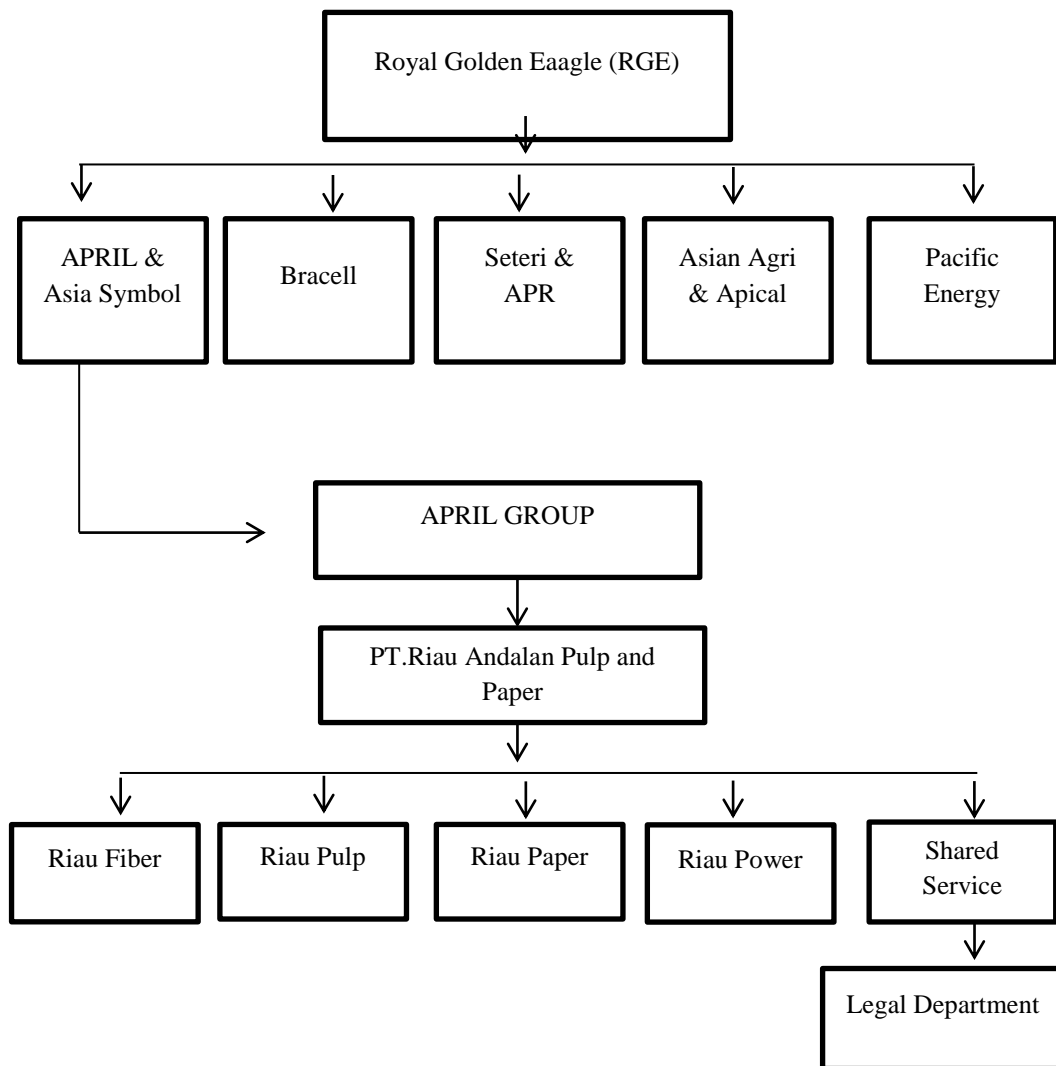 Royal Golden Eaagle (RGE)
APRIL &
Asia Symbol
Bracell
Seteri &
APR
Asian Agri
& Apical
Pacific
Energy
APRIL GROUP
PT.Riau Andalan Pulp and
Paper
Riau Fiber
Riau Pulp
Riau Paper
Riau Power
Shared
Service
Legal Department